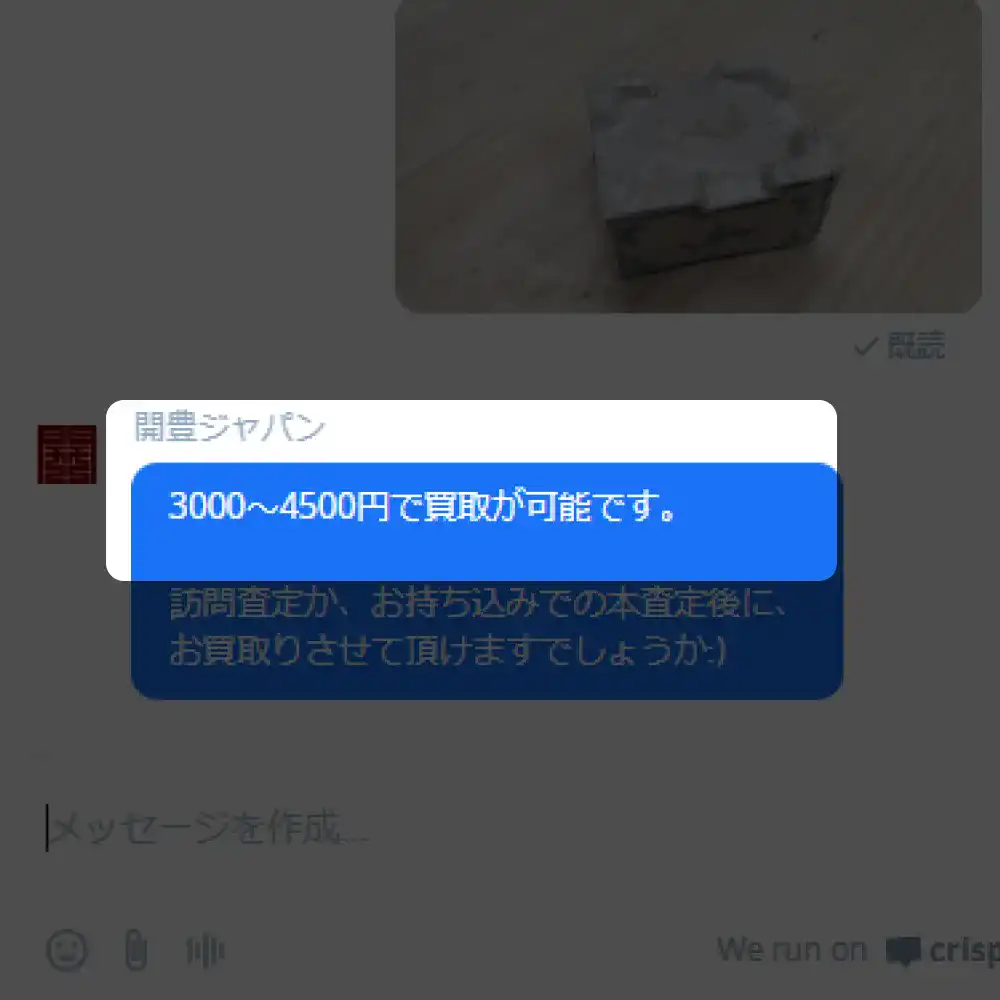 既読
開豊ジャパン
3000～4500円で買取が可能です。
訪問査定か、お持ち込みでの本査定後に、
お買取りさせて頂けますでしょうか:)
メッセージを作成...
We run on crisp